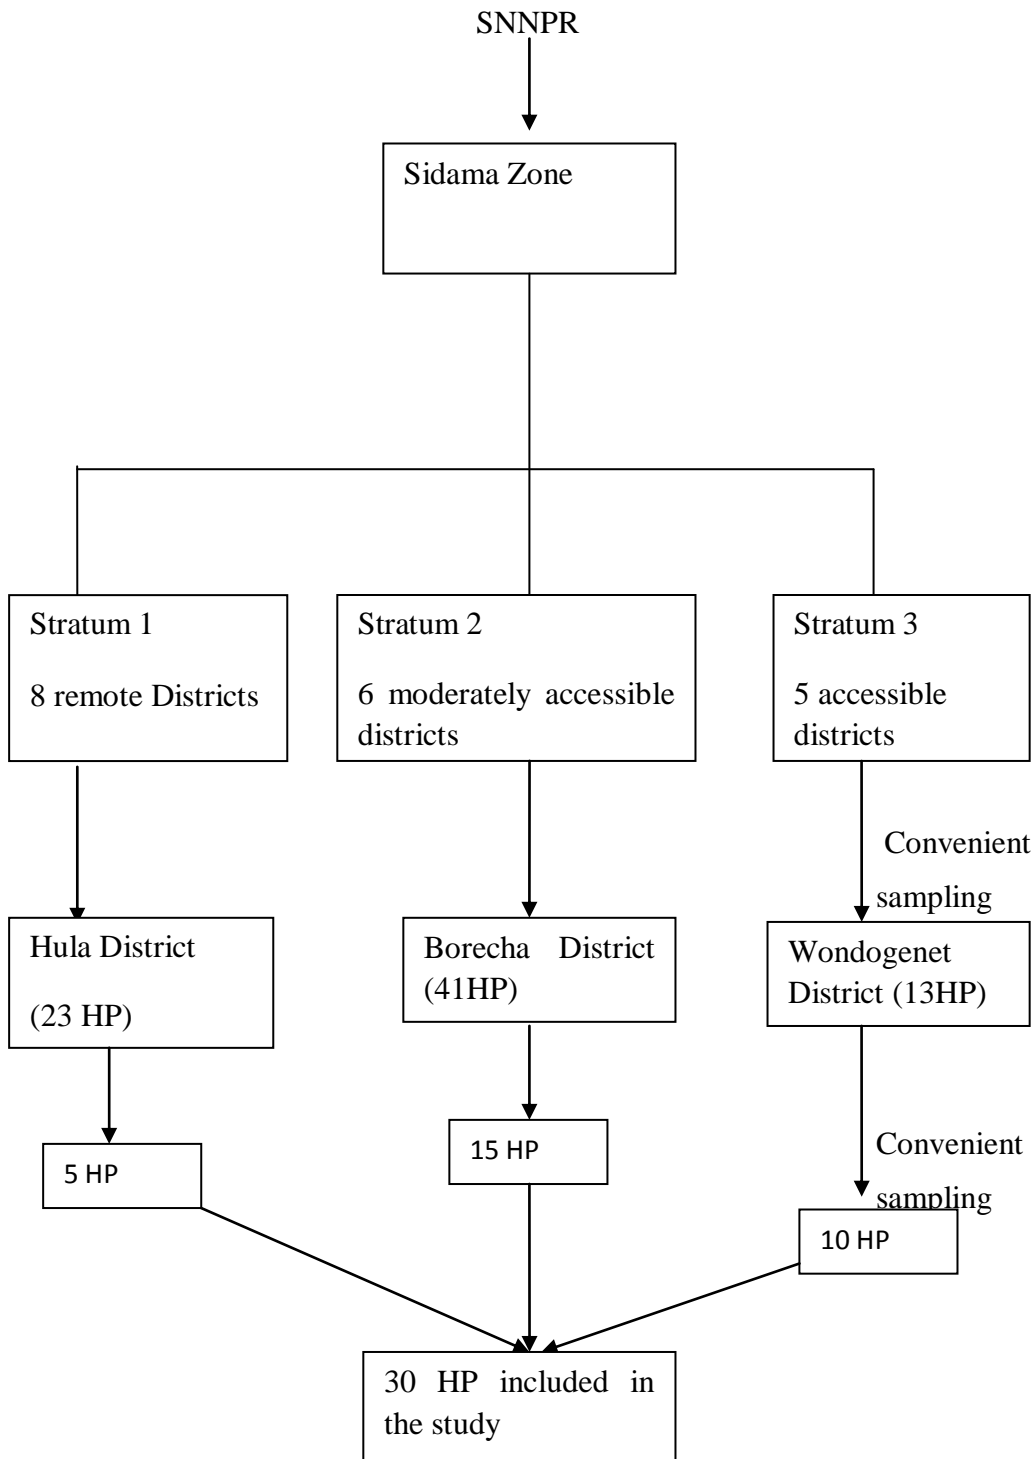 SNNPR
Sidama Zone
Stratum 1
8 remote Districts
Stratum 2
6 moderately accessible
districts
Stratum 3
5 accessible
districts
Convenient
sampling
Hula District
(23 HP)
Borecha District
(41HP)
Wondogenet
District (13HP)
Convenient
sampling
5 HP
15 HP
10 HP
30 HP included in
the study